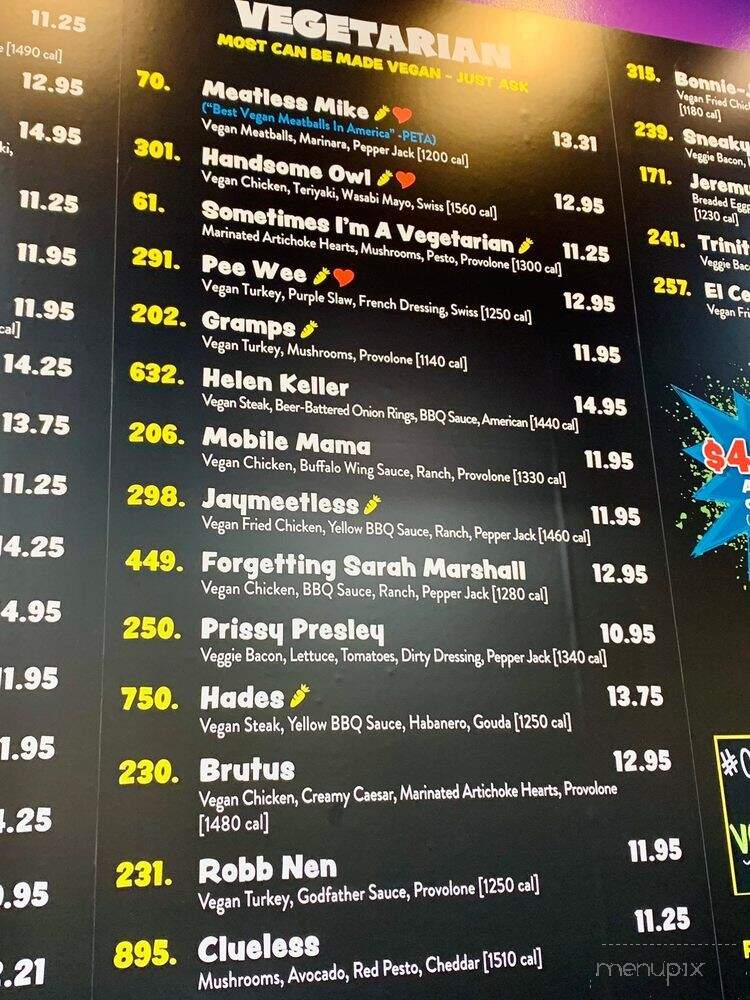 11.25
[1490 cal]
12.95
14.95
11.25
11.95
11.95
cal]
14.25
13.75
11.25
14.25
VEGETARIAN
MOST CAN BE MADE VEGAN - JUST ASK
70. Meatless Mike 13.31
("Best Vegan Meatballs In America" -PETA)
Vegan Meatballs, Marinara, Pepper Jack [1200 cal]
301. Handsome Owl 12.95
Vegan Chicken, Teriyaki, Wasabi Mayo, Swiss [1560 cal]
61. Sometimes I'm A Vegetarian 11.25
Marinated Artichoke Hearts, Mushrooms, Pesto, Provolone [1300 cal]
291. Pee Wee 12.95
Vegan Turkey, Purple Slaw, French Dressing, Swiss [1250 cal]
202. Gramps 11.95
Vegan Turkey, Mushrooms, Provolone [1140 cal]
632. Helen Keller 14.95
Vegan Steak, Beer-Battered Onion Rings, BBQ Sauce, American [1440 cal]
206. Mobile Mama 11.95
Vegan Chicken, Buffalo Wing Sauce, Ranch, Provolone [1330 cal]
298. Jaymeetless 11.95
Vegan Fried Chicken, Yellow BBQ Sauce, Ranch, Pepper Jack [1460 cal]
449. Forgetting Sarah Marshall 12.95
Vegan Chicken, BBQ Sauce, Ranch, Pepper Jack [1280 cal]
250. Prissy Presley 10.95
Veggie Bacon, Lettuce, Tomatoes, Dirty Dressing, Pepper Jack [1340 cal]
750. Hades 13.75
Vegan Steak, Yellow BBQ Sauce, Habanero, Gouda [1250 cal]
230. Brutus 12.95
Vegan Chicken, Creamy Caesar, Marinated Artichoke Hearts, Provolone
[1480 cal]
231. Robb Nen 11.95
Vegan Turkey, Godfather Sauce, Provolone [1250 cal]
895. Clueless 11.25
Mushrooms, Avocado, Red Pesto, Cheddar [1510 cal]
315. Bonnie-
Vegan Fried
[1180 cal]
239. Sneaky
Veggie Bacon,
171.
Breaded
[1230 cal]
241.
Veggie
257. El
Vegan
$4
menupix